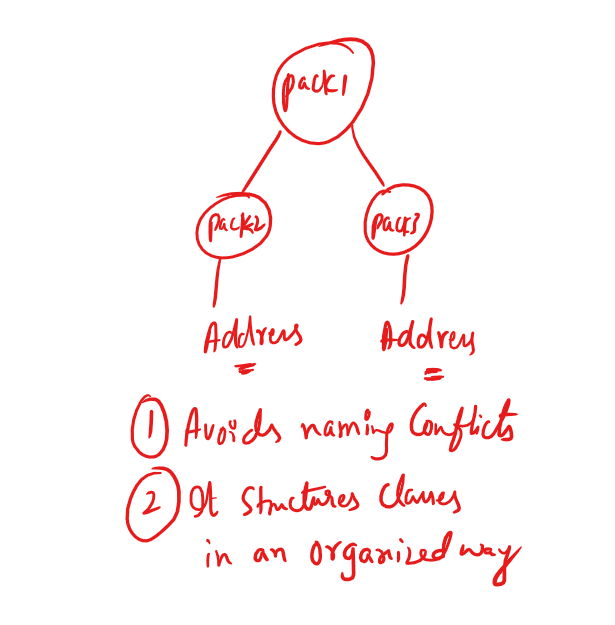 pack1
pack2 pack3
Address Address
1 Avoids naming Conflicts
2 It structures classes
in an organized way